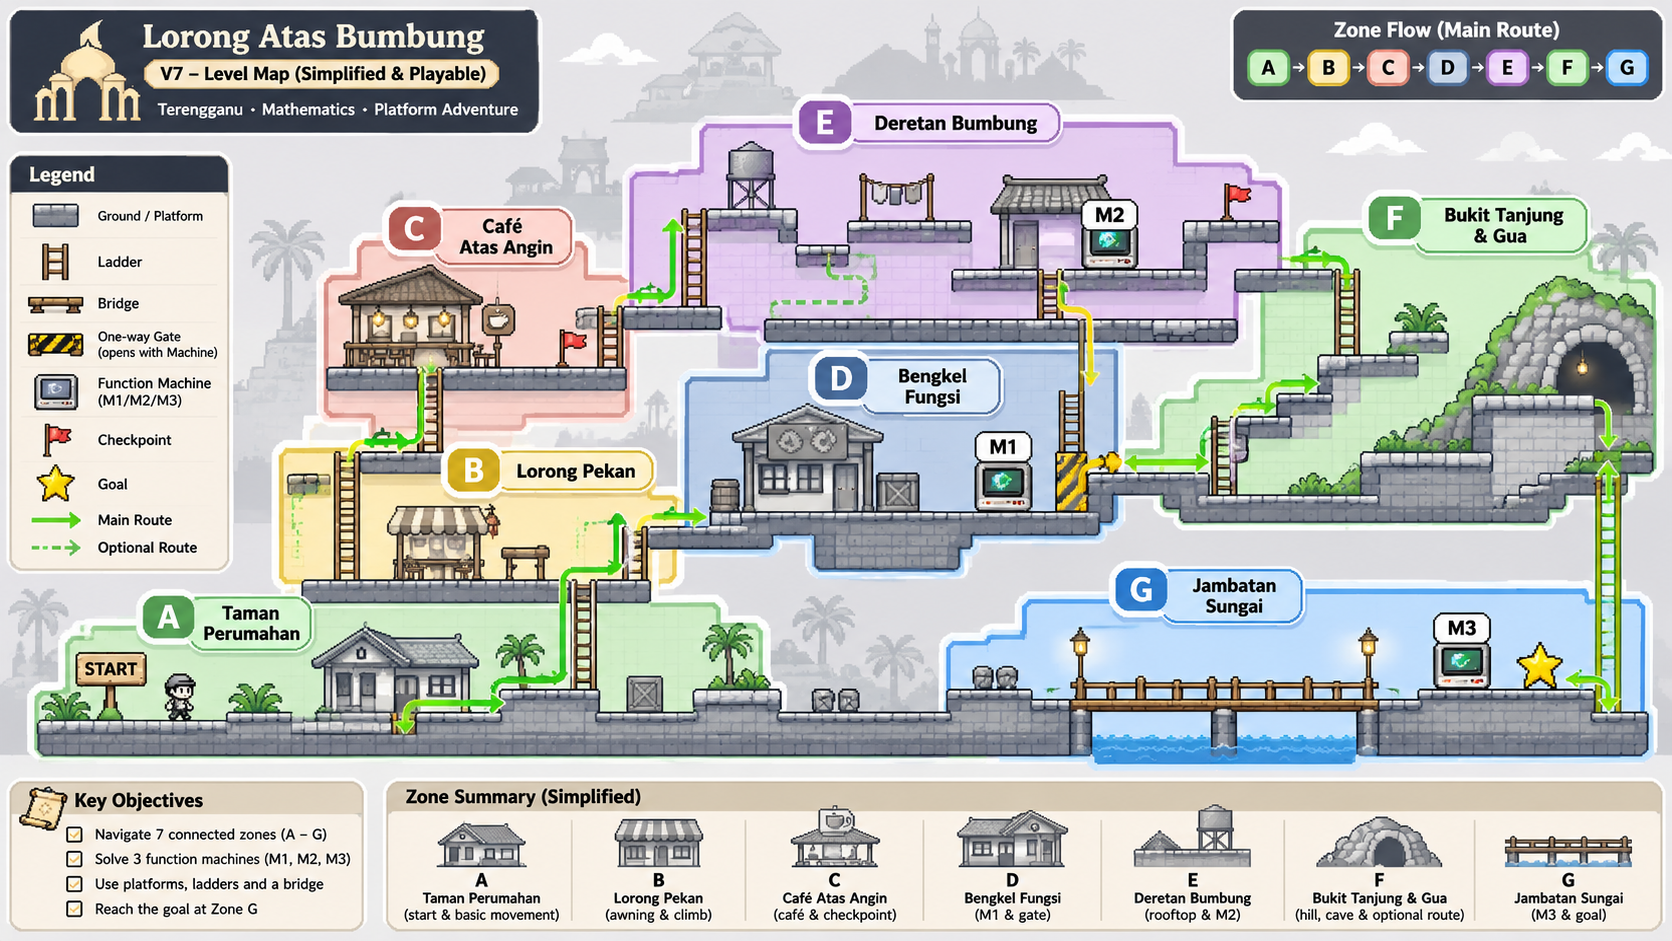 Lorong Atas Bumbung
V7 – Level Map (Simplified & Playable)
Terengganu • Mathematics • Platform Adventure
Zone Flow (Main Route)
A → B → C → D → E → F → G
Legend
Ground / Platform
Ladder
Bridge
One-way Gate
(opens with Machine)
Function Machine
(M1/M2/M3)
Checkpoint
Goal
Main Route
Optional Route
E
Deretan Bumbung
M2
C
Café
Atas Angin
F
Bukit Tanjung
& Gua
D
Bengkel
Fungsi
M1
B
Lorong Pekan
A
Taman
Perumahan
START
G
Jambatan
Sungai
M3
Key Objectives
Navigate 7 connected zones (A – G)
Solve 3 function machines (M1, M2, M3)
Use platforms, ladders and a bridge
Reach the goal at Zone G
Zone Summary (Simplified)
A
Taman Perumahan
(start & basic movement)
B
Lorong Pekan
(awning & climb)
C
Café Atas Angin
(café & checkpoint)
D
Bengkel Fungsi
(M1 & gate)
E
Deretan Bumbung
(rooftop & M2)
F
Bukit Tanjung & Gua
(hill, cave & optional route)
G
Jambatan Sungai
(M3 & goal)